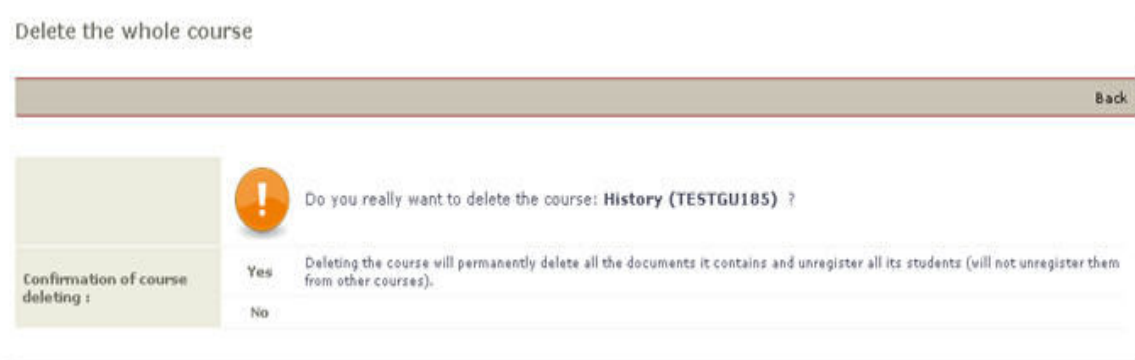 Delete the whole course
Back
Do you really want to delete the course: History (TESTGU185) ?
Confirmation of course
deleting :
Yes
Deleting the course will permanently delete all the documents it contains and unregister all its students (will not unregister them
from other courses).
No